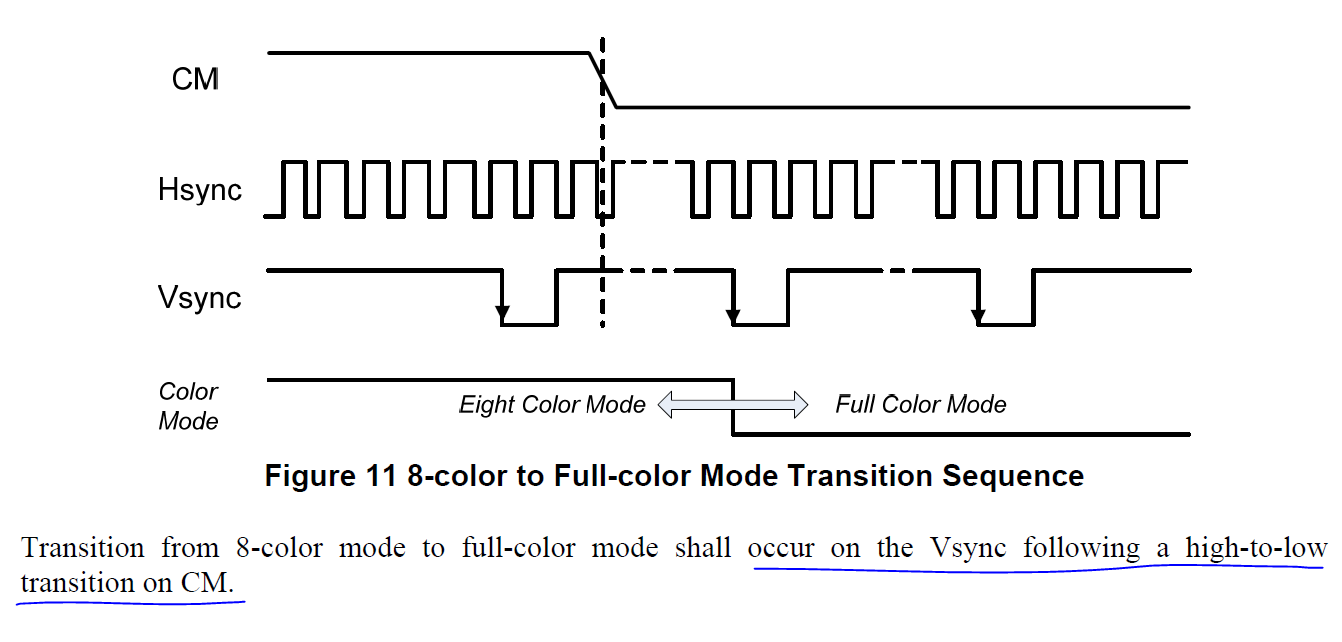 CM
Hsync
Vsync
Color
Mode
Eight Color Mode
Full Color Mode
Figure 11 8-color to Full-color Mode Transition Sequence
Transition from 8-color mode to full-color mode shall occur on the Vsync following a high-to-low
transition on CM.